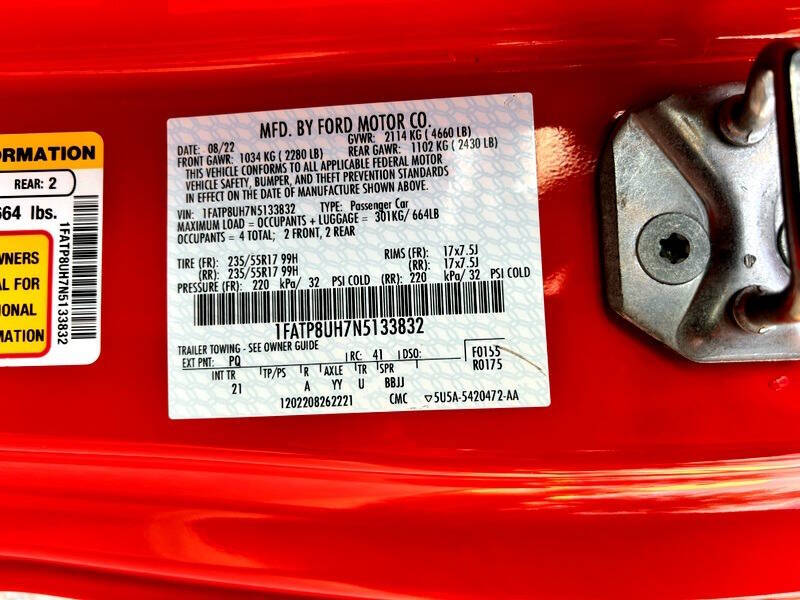 ORMATION
REAR: 2
664 lbs.
WNERS
AL FOR
IONAL
MATION
1FATP8UH7N5133832
MFD. BY FORD MOTOR CO.
DATE: 08/22 GVWR: 2114 KG ( 4660 LB)
FRONT GAWR: 1034 KG ( 2280 LB) REAR GAWR: 1102 KG ( 2430 LB)
THIS VEHICLE CONFORMS TO ALL APPLICABLE FEDERAL MOTOR
VEHICLE SAFETY, BUMPER, AND THEFT PREVENTION STANDARDS
IN EFFECT ON THE DATE OF MANUFACTURE SHOWN ABOVE.
VIN: 1FATP8UH7N5133832 TYPE: Passenger Car
MAXIMUM LOAD = OCCUPANTS + LUGGAGE = 301KG/ 664LB
OCCUPANTS = 4 TOTAL; 2 FRONT, 2 REAR
TIRE (FR): 235/55R17 99H RIMS (FR): 17x7.5J
(RR): 235/55R17 99H (RR): 17x7.5J
PRESSURE (FR): 220 kPa/ 32 PSI COLD (RR): 220 kPa/ 32 PSI COLD
1FATP8UH7N5133832
TRAILER TOWING - SEE OWNER GUIDE
EXT PNT: PQ RC: 41 DSO: F0155
INT TR TP/PS R AXLE TR SPR R0175
21 A YY U BBJJ
1202208262221 CMC ▽5U5A-5420472-AA